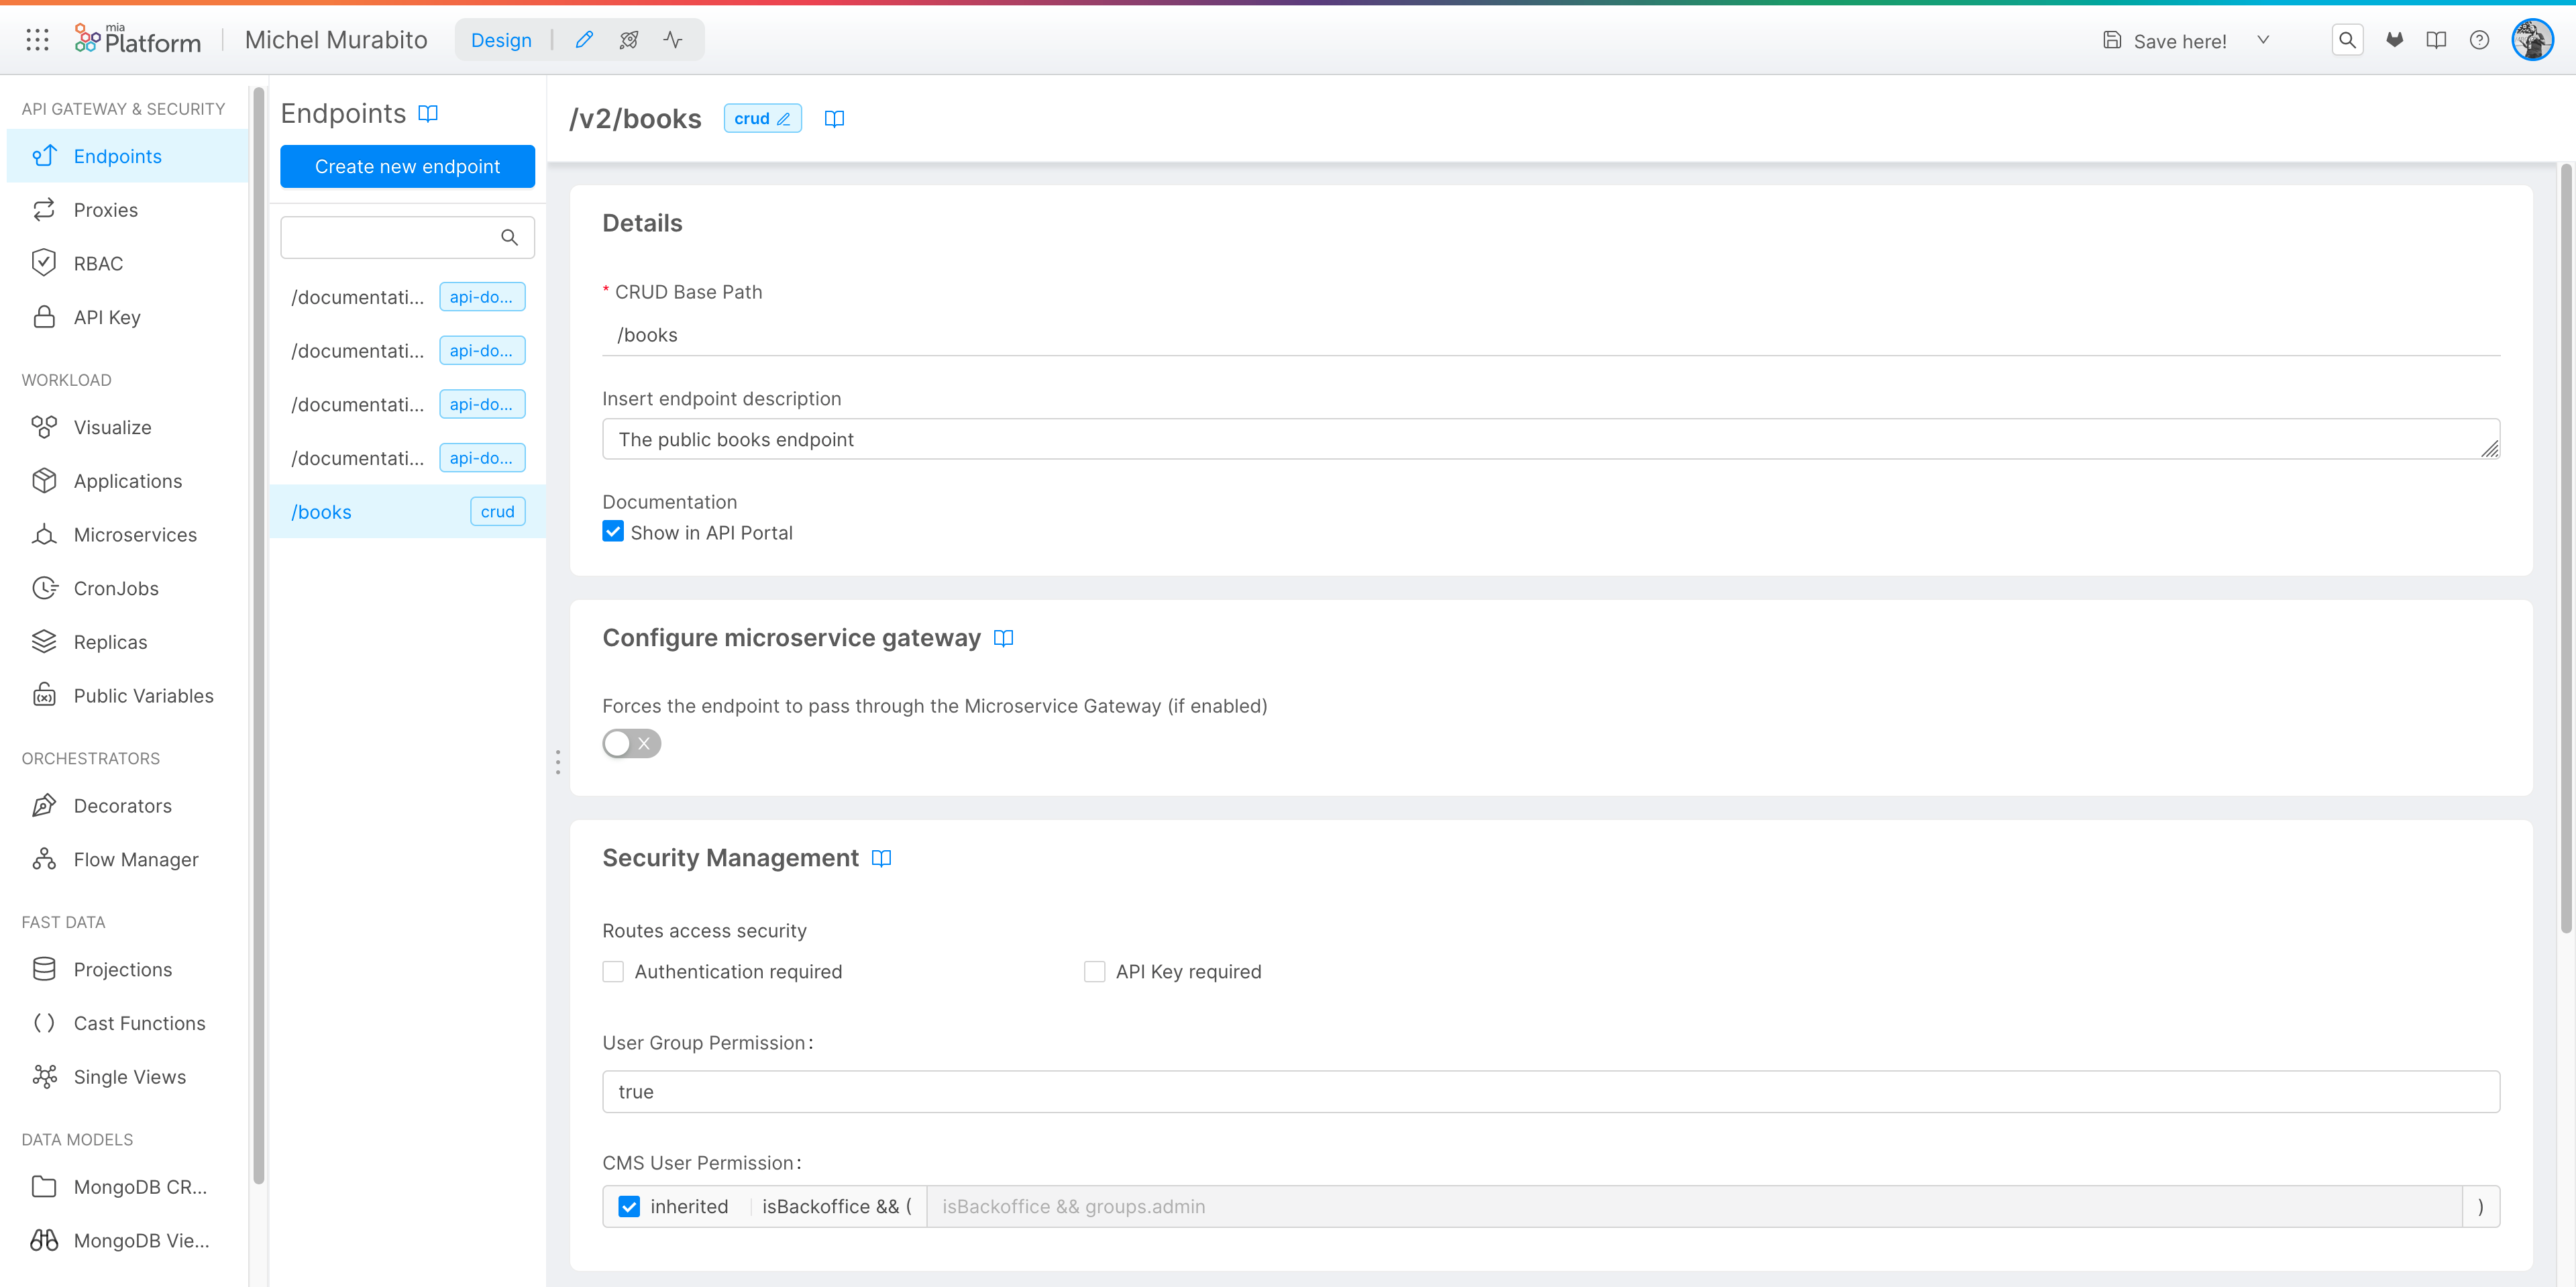 mia Platform
Michel Murabito
Design
Save here!
API GATEWAY & SECURITY
Endpoints
Proxies
RBAC
API Key
WORKLOAD
Visualize
Applications
Microservices
CronJobs
Replicas
Public Variables
ORCHESTRATORS
Decorators
Flow Manager
FAST DATA
Projections
Cast Functions
Single Views
DATA MODELS
MongoDB CR...
MongoDB Vie...
Endpoints
Create new endpoint
/documentati... api-do...
/documentati... api-do...
/documentati... api-do...
/documentati... api-do...
/books crud
/v2/books crud
Details
* CRUD Base Path
/books
Insert endpoint description
The public books endpoint
Documentation
Show in API Portal
Configure microservice gateway
Forces the endpoint to pass through the Microservice Gateway (if enabled)
Security Management
Routes access security
Authentication required API Key required
User Group Permission:
true
CMS User Permission:
inherited isBackoffice && ( isBackoffice && groups.admin )